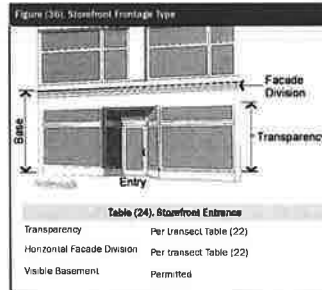 Figure (36). Storefront Frontage Type
Facade
Division
Base
Transparency
Sidewalk
Entry
Table (24). Storefront Entrance
Transparency Per transect Table (22)
Horizontal Facade Division Per transect Table (22)
Visible Basement Permitted